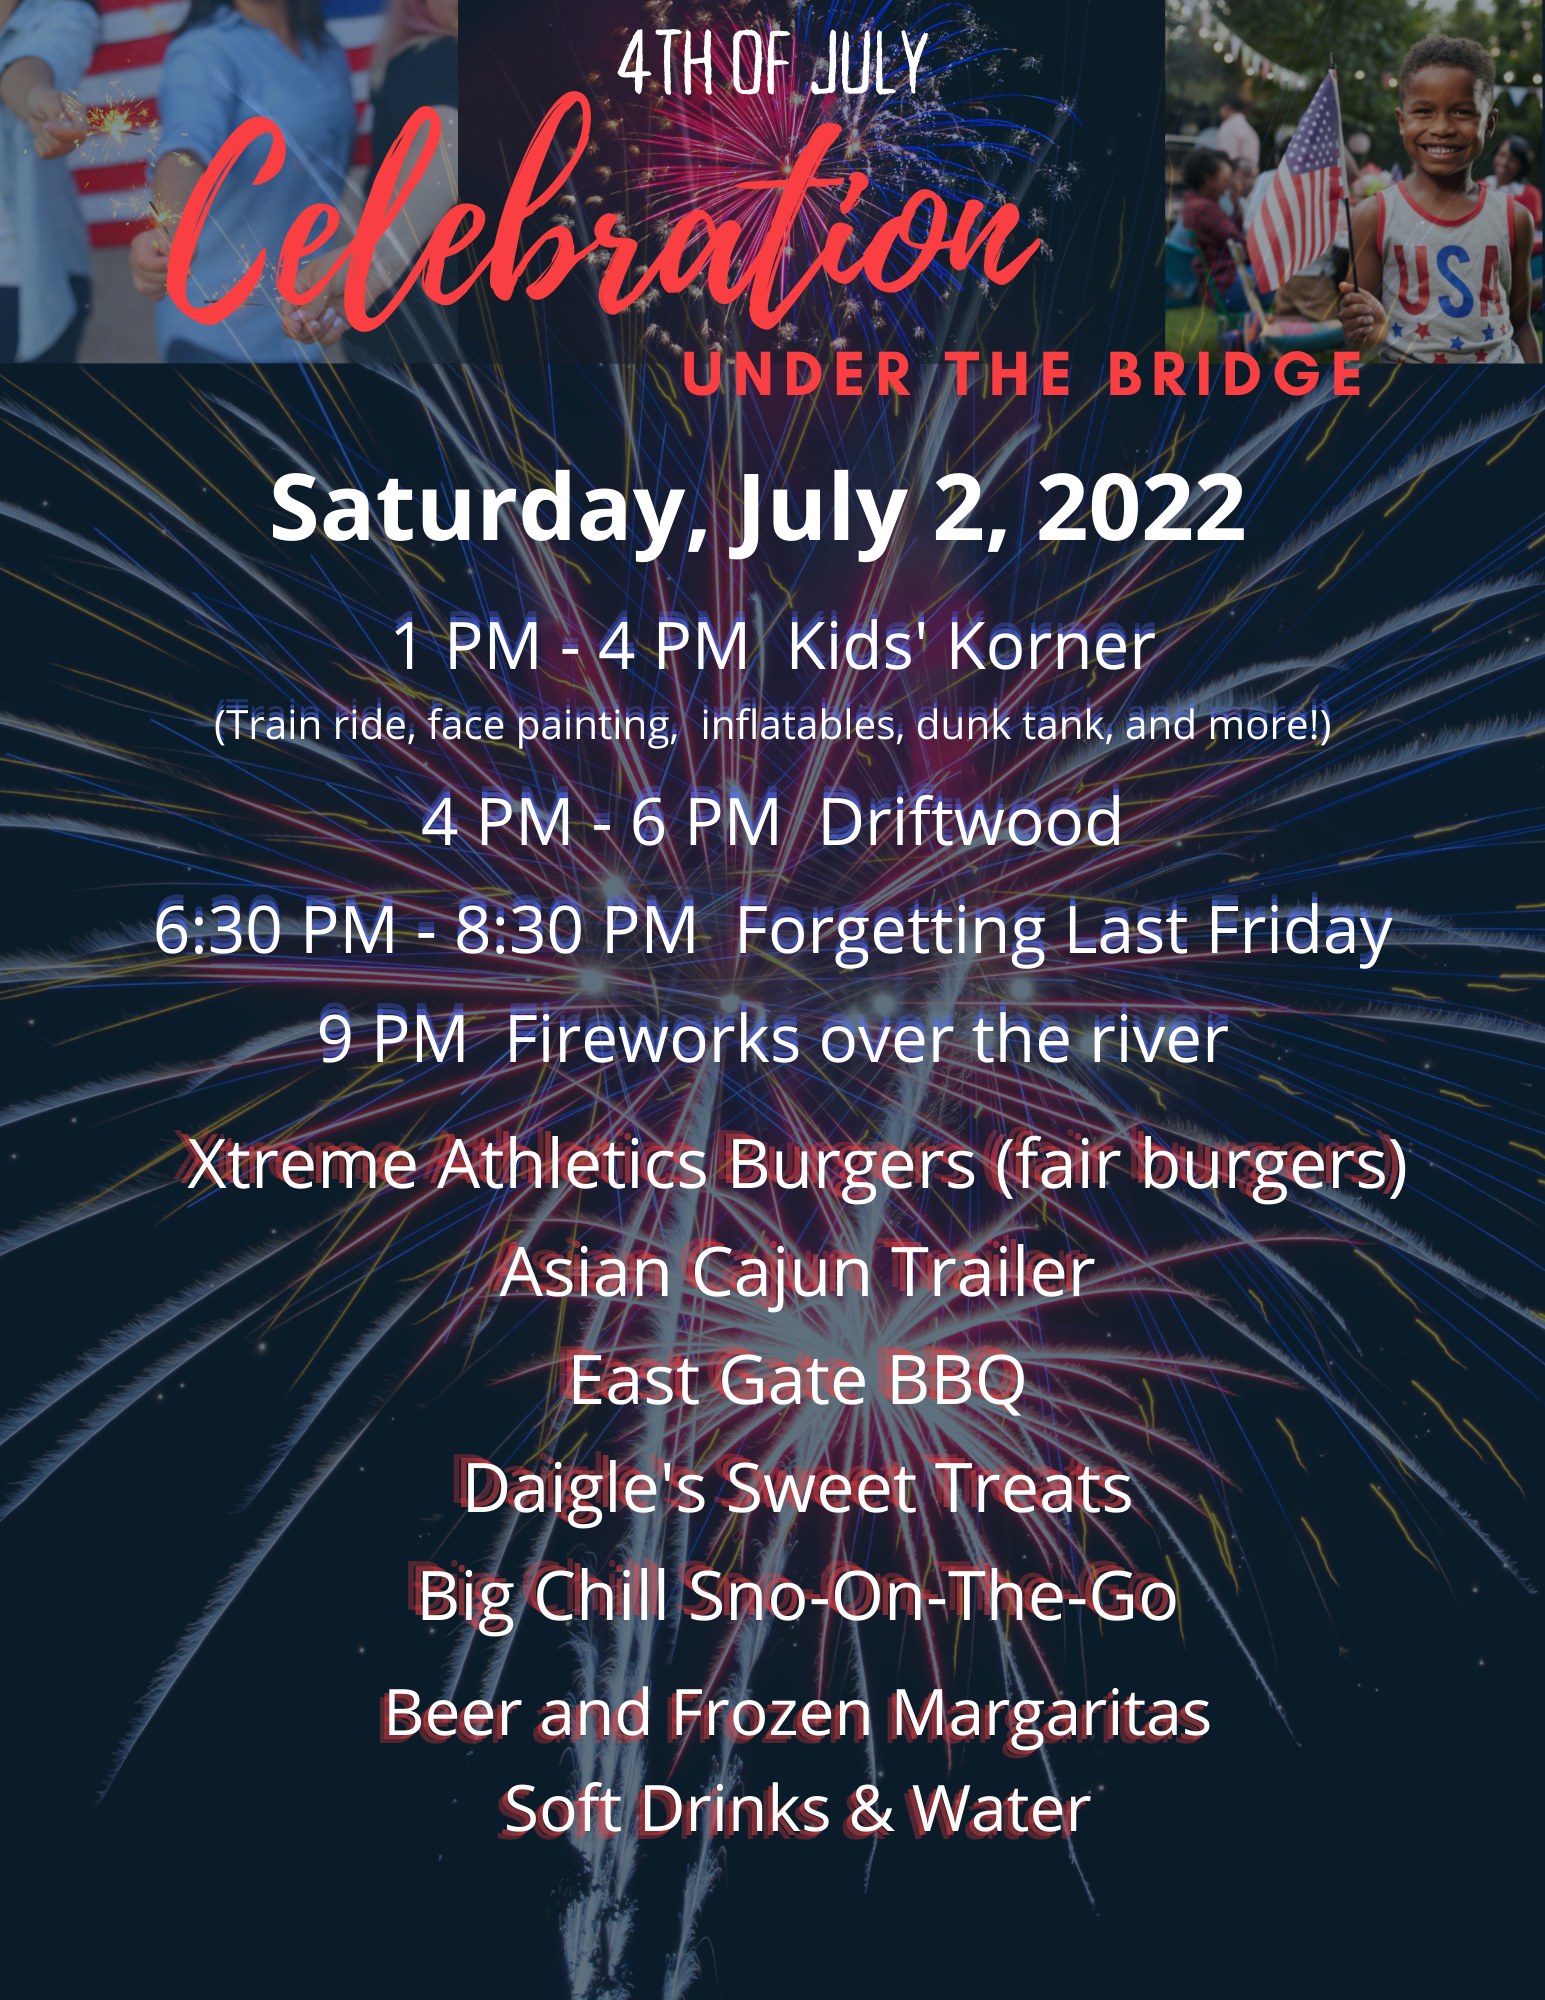 4TH OF JULY
Celebration
UNDER THE BRIDGE
USA
Saturday, July 2, 2022
1 PM - 4 PM Kids' Korner
(Train ride, face painting, inflatables, dunk tank, and more!)
4 PM - 6 PM Driftwood
6:30 PM - 8:30 PM Forgetting Last Friday
9 PM Fireworks over the river
Xtreme Athletics Burgers (fair burgers)
Asian Cajun Trailer
East Gate BBQ
Daigle's Sweet Treats
Big Chill Sno-On-The-Go
Beer and Frozen Margaritas
Soft Drinks & Water